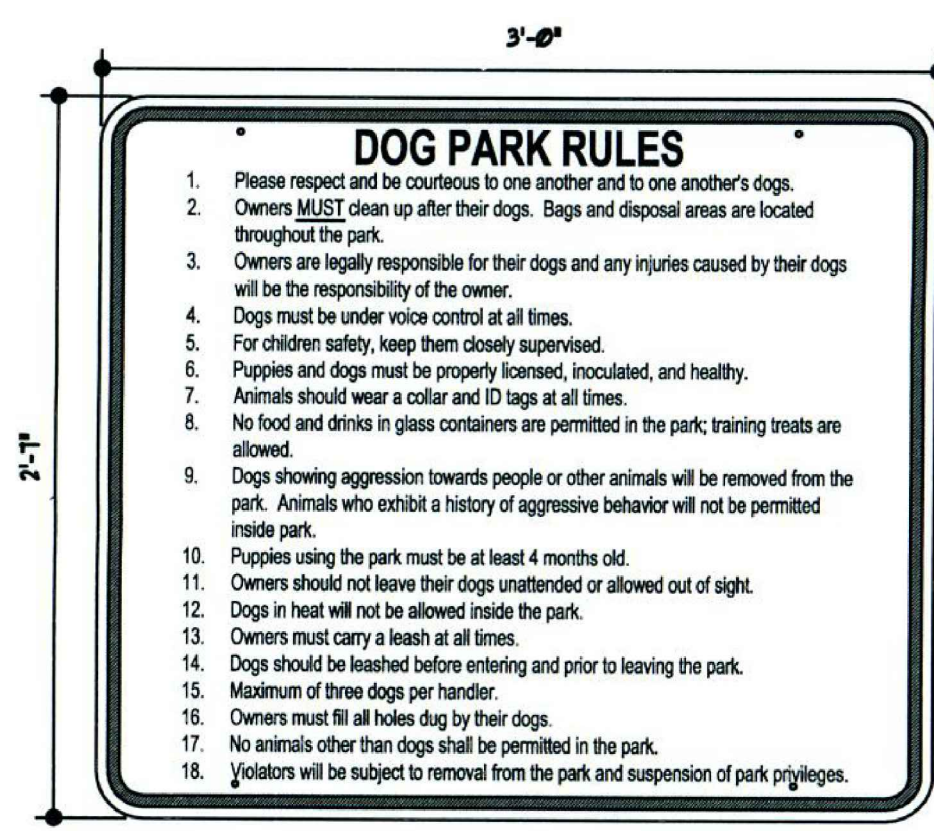 3'-0"
2'-7"
DOG PARK RULES
1. Please respect and be courteous to one another and to one another's dogs.
2. Owners MUST clean up after their dogs. Bags and disposal areas are located
throughout the park.
3. Owners are legally responsible for their dogs and any injuries caused by their dogs
will be the responsibility of the owner.
4. Dogs must be under voice control at all times.
5. For children safety, keep them closely supervised.
6. Puppies and dogs must be properly licensed, inoculated, and healthy.
7. Animals should wear a collar and ID tags at all times.
8. No food and drinks in glass containers are permitted in the park; training treats are
allowed.
9. Dogs showing aggression towards people or other animals will be removed from the
park. Animals who exhibit a history of aggressive behavior will not be permitted
inside park.
10. Puppies using the park must be at least 4 months old.
11. Owners should not leave their dogs unattended or allowed out of sight.
12. Dogs in heat will not be allowed inside the park.
13. Owners must carry a leash at all times.
14. Dogs should be leashed before entering and prior to leaving the park.
15. Maximum of three dogs per handler.
16. Owners must fill all holes dug by their dogs.
17. No animals other than dogs shall be permitted in the park.
18. Violators will be subject to removal from the park and suspension of park privileges.